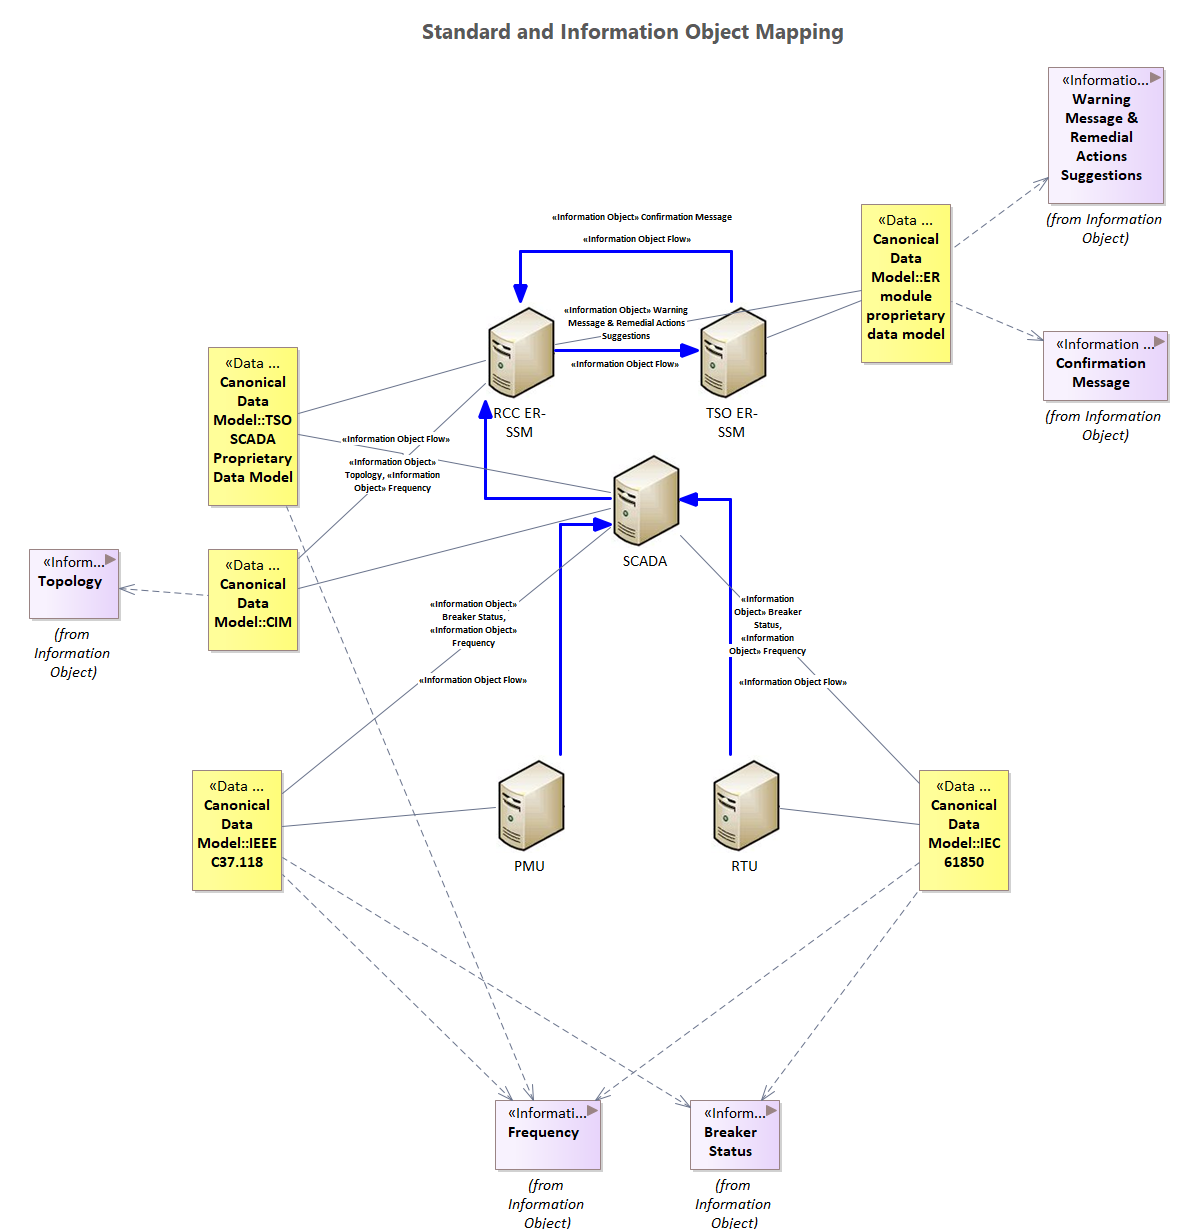 Standard and Information Object Mapping
«Informatio...
Warning
Message &
Remedial
Actions
Suggestions
(from Information
Object)
«Information Object» Confirmation Message
«Information Object Flow»
«Data ...
Canonical
Data
Model::ER
module
proprietary
data model
«Information Object» Warning
Message & Remedial Actions
Suggestions
«Information Object Flow»
«Information ...
Confirmation
Message
(from Information
Object)
RCC ER-
SSM
TSO ER-
SSM
«Data ...
Canonical
Data
Model::TSO
SCADA
Proprietary
Data Model
«Information Object Flow»
«Information Object»
Topology, «Information
Object» Frequency
SCADA
«Inform...
Topology
(from
Information
Object)
«Data ...
Canonical
Data
Model::CIM
«Information Object»
Breaker Status,
«Information Object»
Frequency
«Information Object Flow»
«Information
Object» Breaker
Status,
«Information
Object» Frequency
«Information Object Flow»
«Data ...
Canonical
Data
Model::IEEE
C37.118
PMU
RTU
«Data ...
Canonical
Data
Model::IEC
61850
«Informati...
Frequency
(from
Information
Object)
«Inform...
Breaker
Status
(from
Information
Object)